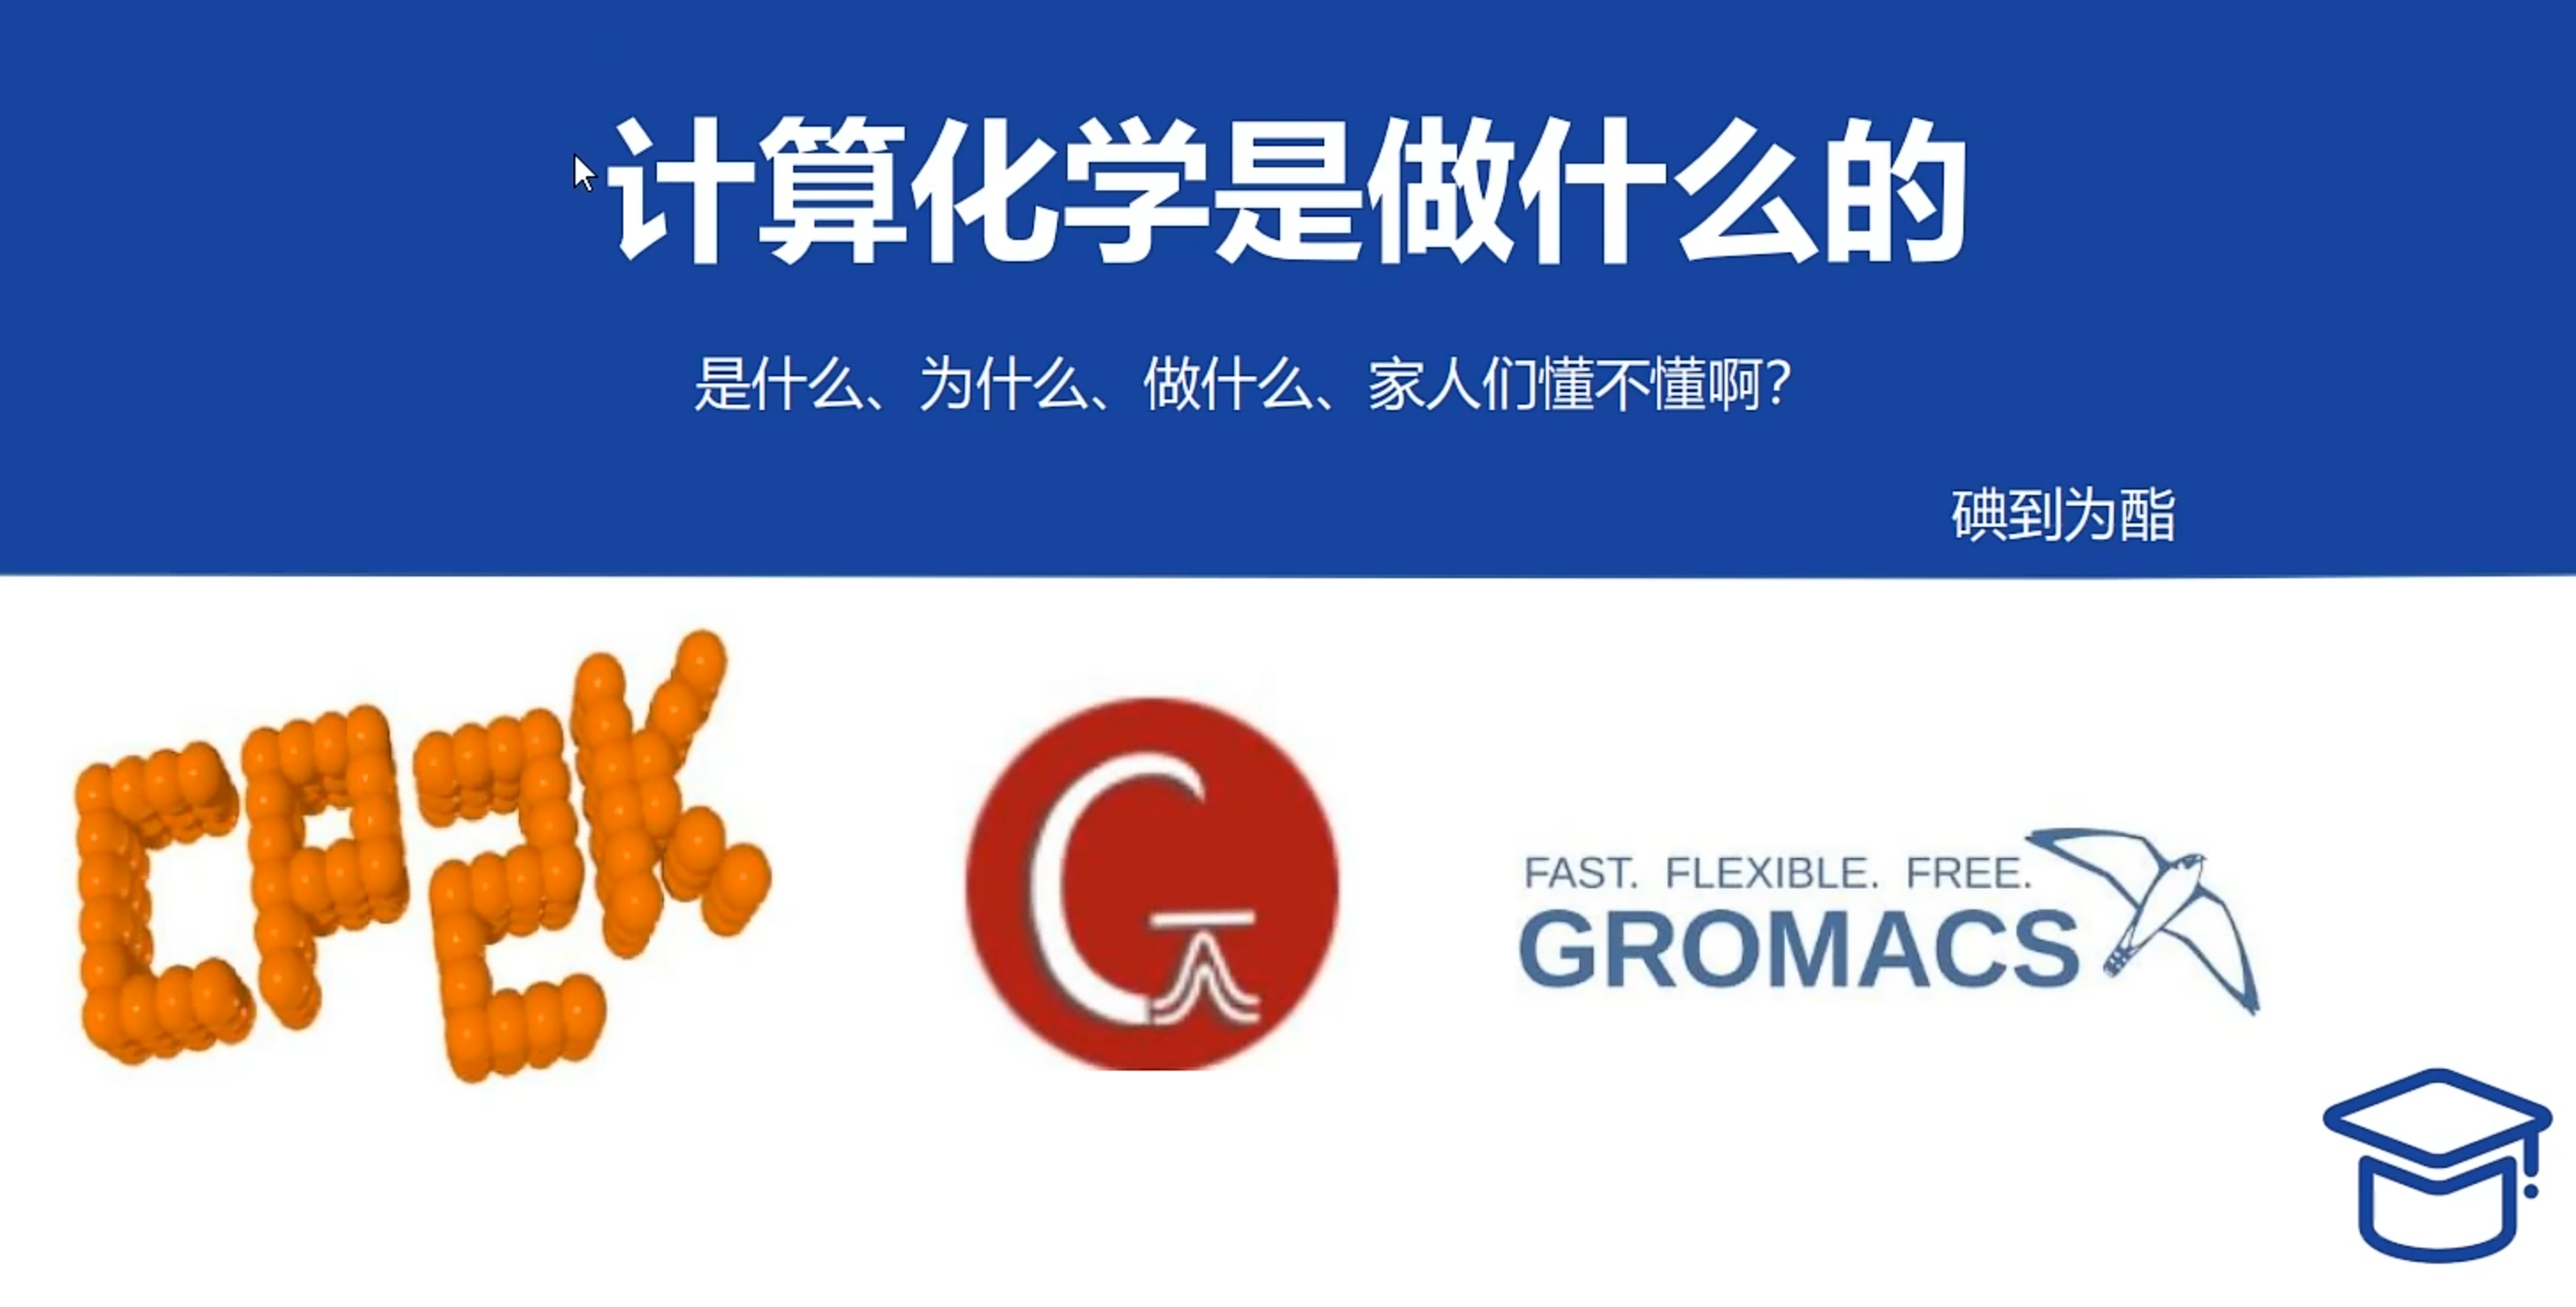 计算化学是做什么的
是什么、为什么、做什么、家人们懂不懂啊？
碘到为酯
CP2K
G
FAST. FLEXIBLE. FREE.
GROMACS